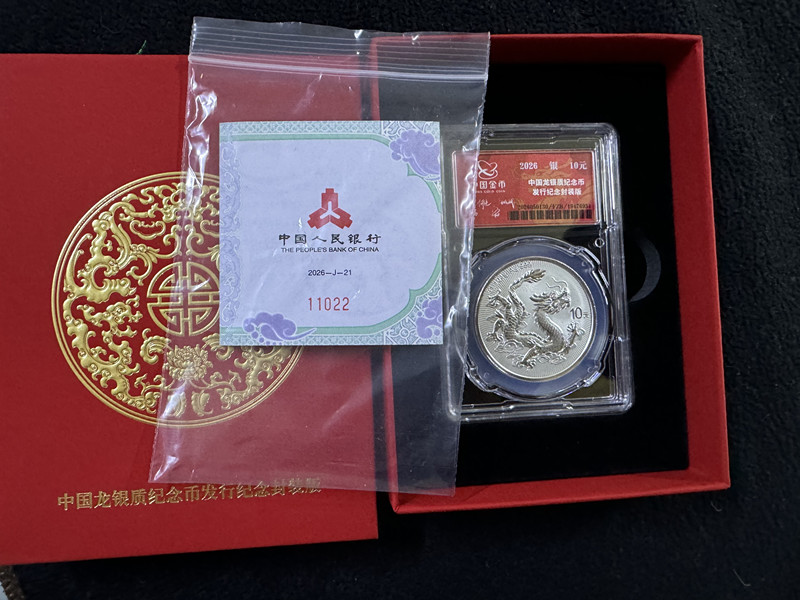 中国人民银行
THE PEOPLE'S BANK OF CHINA
2026-J-21
11022
2026 银 10元
中国金币
中国龙银质纪念币
发行纪念封装版
10元
中国龙银质纪念币发行纪念封装版